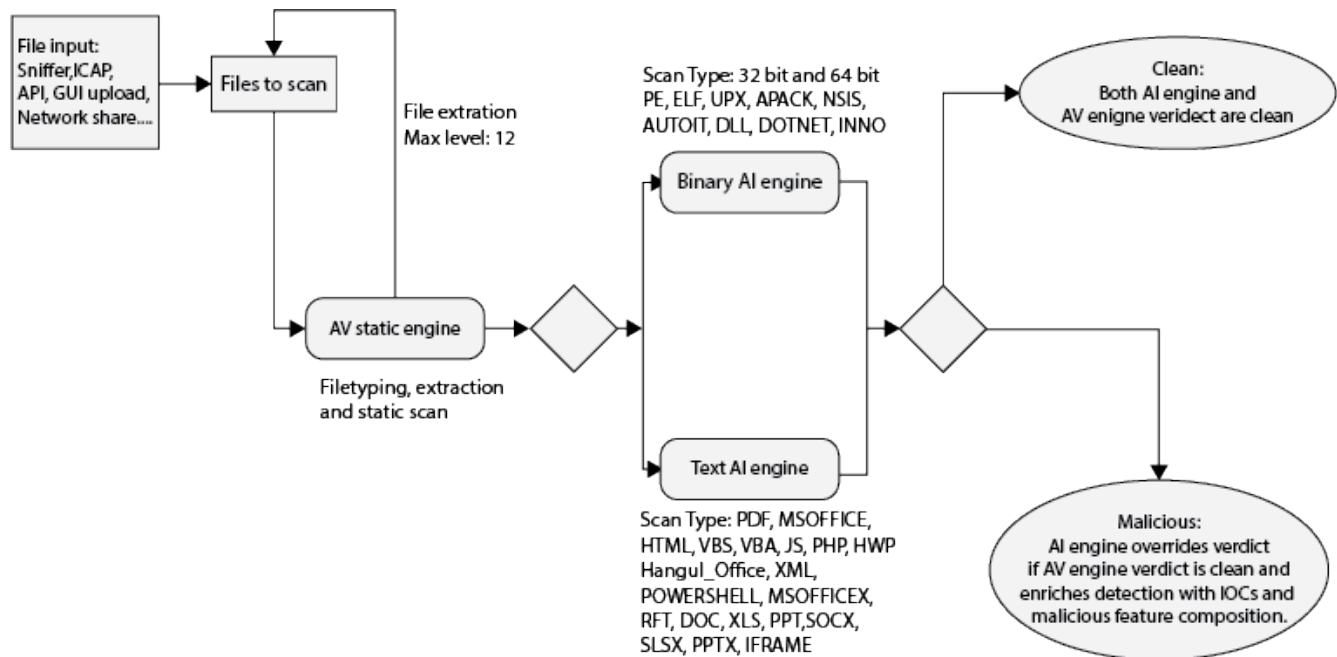 File input:
Sniffer,ICAP,
API, GUI upload,
Network share....
Files to scan
File extration
Max level: 12
AV static engine
Filetyping, extraction
and static scan
Scan Type: 32 bit and 64 bit
PE, ELF, UPX, APACK, NSIS,
AUTOIT, DLL, DOTNET, INNO
Binary AI engine
Text AI engine
Scan Type: PDF, MSOFFICE,
HTML, VBS, VBA, JS, PHP, HWP
Hangul_Office, XML,
POWERSHELL, MSOFFICEX,
RFT, DOC, XLS, PPT,SOCX,
SLSX, PPTX, IFRAME
Clean:
Both AI engine and
AV enigne veridect are clean
Malicious:
AI engine overrides verdict
if AV engine verdict is clean and
enriches detection with IOCs and
malicious feature composition.